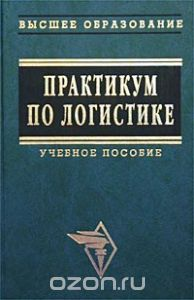 ВЫСШЕЕ ОБРАЗОВАНИЕ
ПРАКТИКУМ
ПО ЛОГИСТИКЕ
УЧЕБНОЕ ПОСОБИЕ
ozon.ru